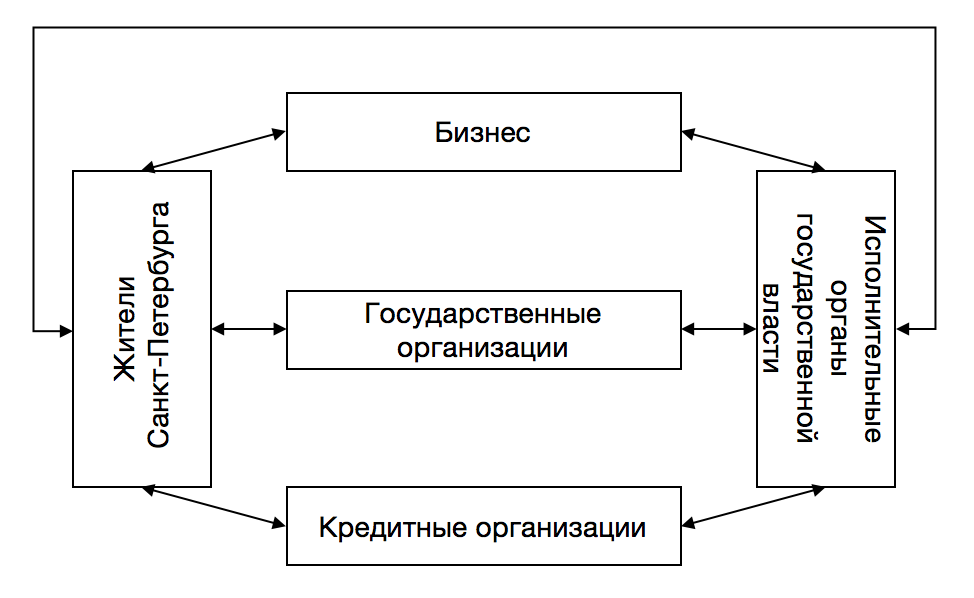 Бизнес
Жители
Санкт-Петербурга
Государственные
организации
Исполнительные
органы
государственной
власти
Кредитные организации